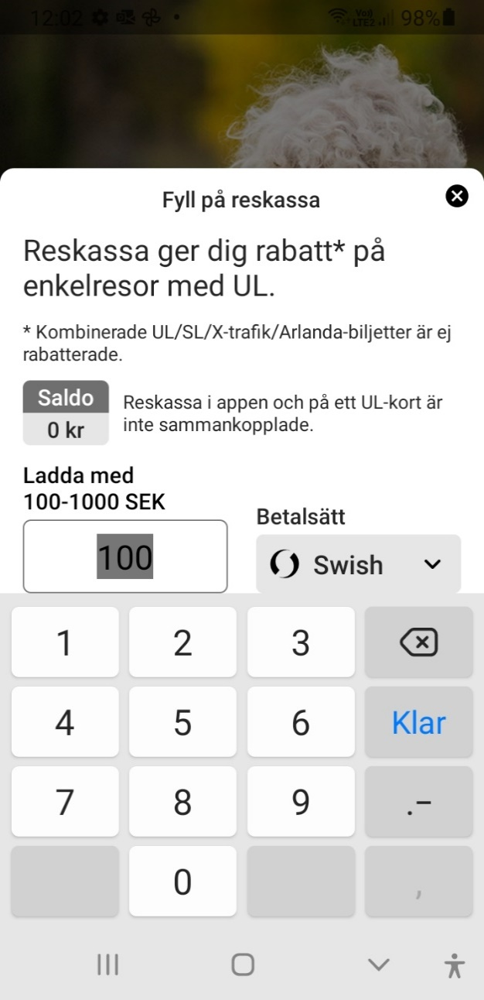 12:02
Vo)) LTE2 98%
Fyll på reskassa
Reskassa ger dig rabatt* på
enkelresor med UL.
* Kombinerade UL/SL/X-trafik/Arlanda-biljetter är ej
rabatterade.
Saldo
0 kr
Reskassa i appen och på ett UL-kort är
inte sammankopplade.
Ladda med
100-1000 SEK
100
Betalsätt
Swish
1 2 3
4 5 6 Klar
7 8 9 .–
0 ,